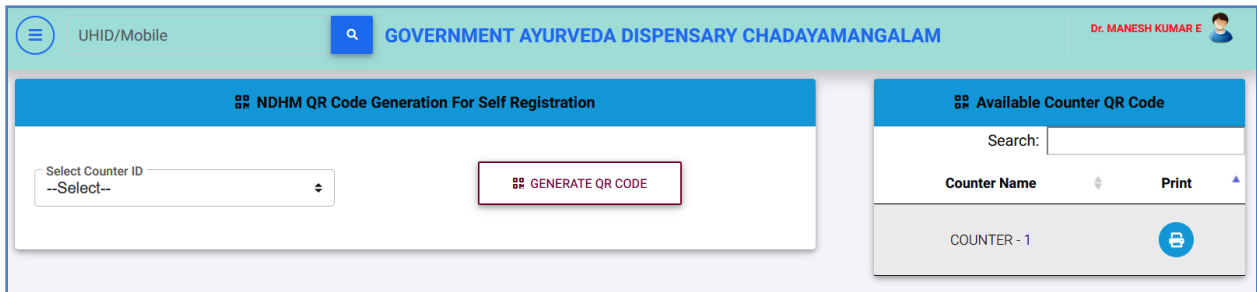 UHID/Mobile
GOVERNMENT AYURVEDA DISPENSARY CHADAYAMANGALAM
Dr. MANESH KUMAR E
NDHM QR Code Generation For Self Registration
Select Counter ID
--Select--
GENERATE QR CODE
Available Counter QR Code
Search:
Counter Name Print
COUNTER - 1